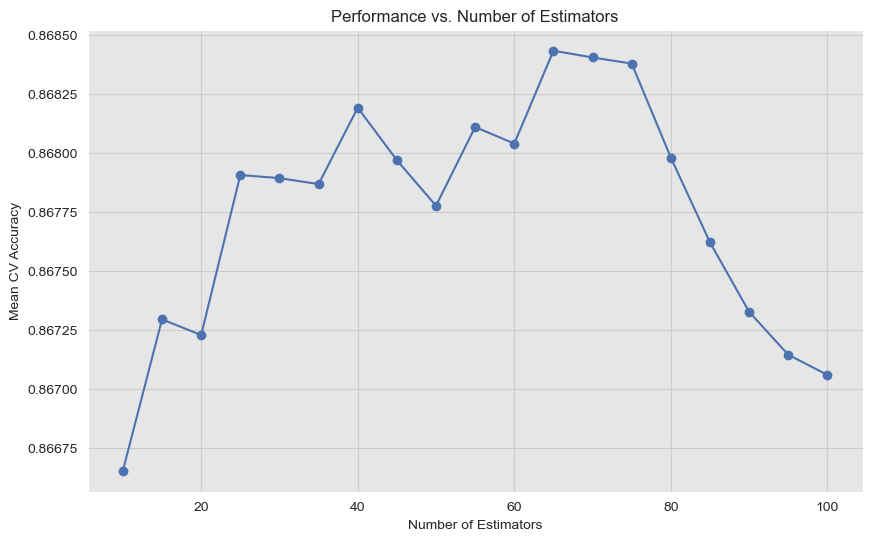 Performance vs. Number of Estimators
0.86850
0.86825
0.86800
0.86775
0.86750
0.86725
0.86700
0.86675
Mean CV Accuracy
20 40 60 80 100
Number of Estimators